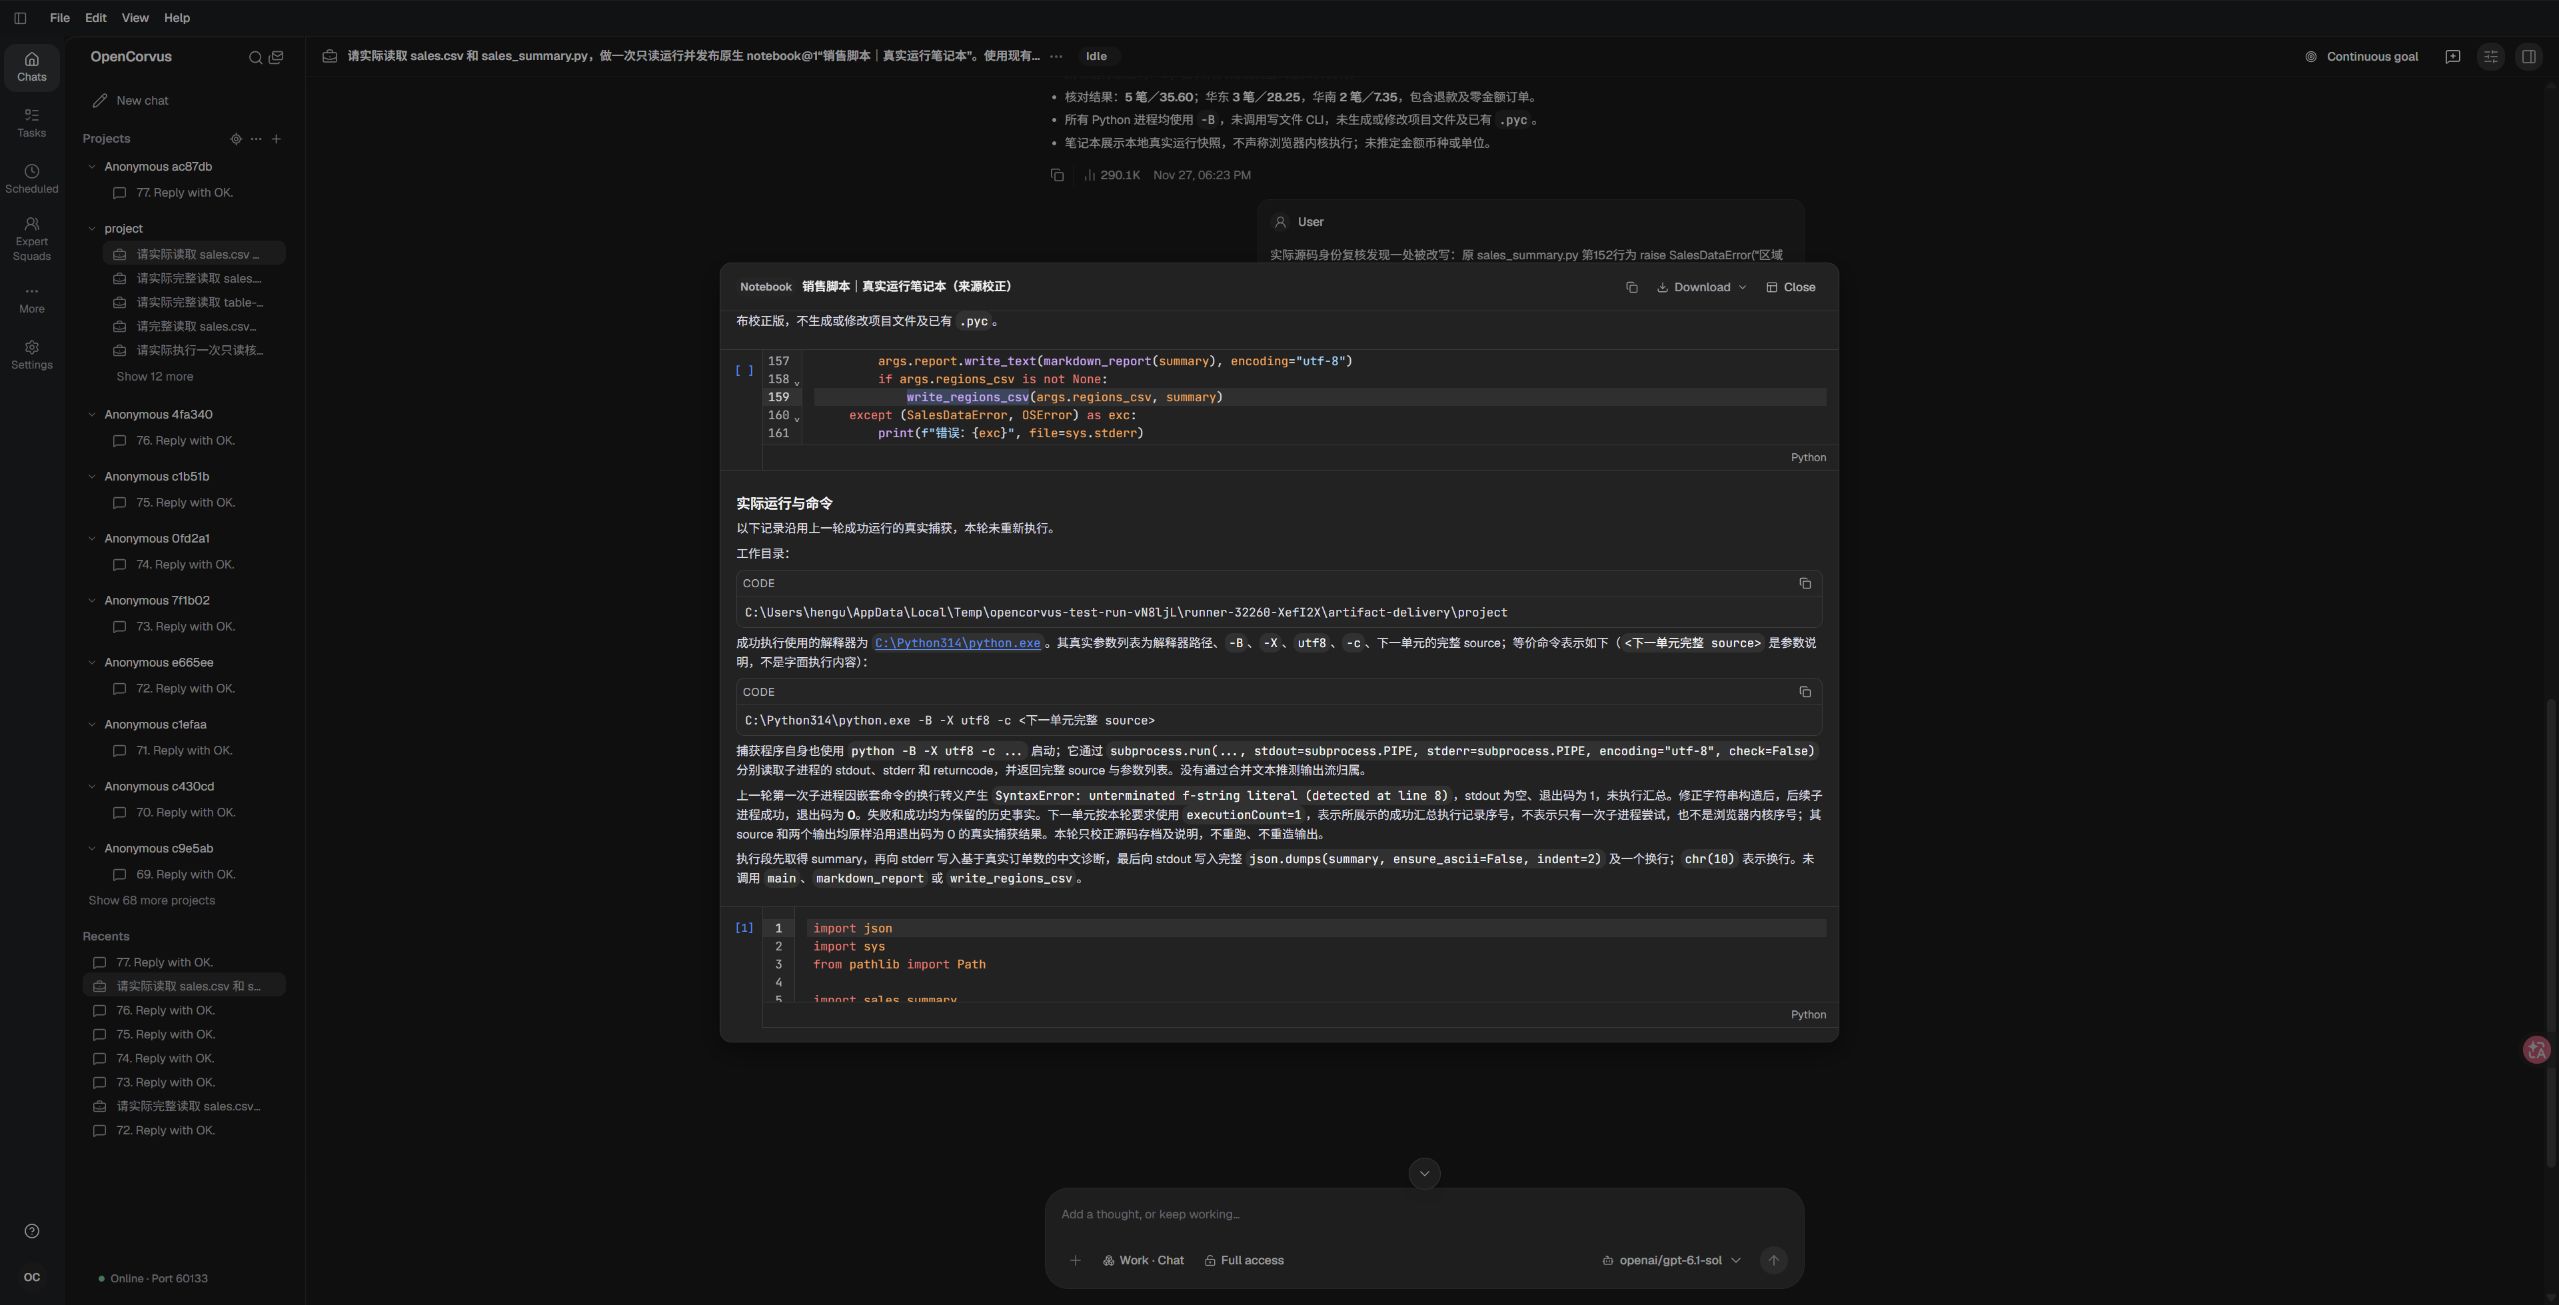 File Edit View Help
Chats
Tasks
Scheduled
Expert
Squads
More
Settings
OC
OpenCorvus
New chat
Projects
Anonymous ac87db
77. Reply with OK.
project
请实际读取 sales.csv ...
请实际完整读取 sales....
请实际完整读取 table-...
请完整读取 sales.csv...
请实际执行一次只读核...
Show 12 more
Anonymous 4fa340
76. Reply with OK.
Anonymous c1b51b
75. Reply with OK.
Anonymous 0fd2a1
74. Reply with OK.
Anonymous 7f1b02
73. Reply with OK.
Anonymous e665ee
72. Reply with OK.
Anonymous c1efaa
71. Reply with OK.
Anonymous c430cd
70. Reply with OK.
Anonymous c9e5ab
69. Reply with OK.
Show 68 more projects
Recents
77. Reply with OK.
请实际读取 sales.csv 和 s...
76. Reply with OK.
75. Reply with OK.
74. Reply with OK.
73. Reply with OK.
请实际完整读取 sales.csv...
72. Reply with OK.
Online · Port 60133
请实际读取 sales.csv 和 sales_summary.py，做一次只读运行并发布原生 notebook@1“销售脚本｜真实运行笔记本”。使用现有... ··· Idle
Continuous goal
• 核对结果：5 笔／35.60；华东 3 笔／28.25，华南 2 笔／7.35，包含退款及零金额订单。
• 所有 Python 进程均使用 -B ，未调用写文件 CLI，未生成或修改项目文件及已有 .pyc 。
• 笔记本展示本地真实运行快照，不声称浏览器内核执行；未推定金额币种或单位。
290.1K Nov 27, 06:23 PM
User
实际源码身份复核发现一处被改写：原 sales_summary.py 第152行为 raise SalesDataError("区域
Notebook 销售脚本｜真实运行笔记本（来源校正） Download Close
布校正版，不生成或修改项目文件及已有 .pyc 。
[ ]
157 args.report.write_text(markdown_report(summary), encoding="utf-8")
158 if args.regions_csv is not None:
159 write_regions_csv(args.regions_csv, summary)
160 except (SalesDataError, OSError) as exc:
161 print(f"错误：{exc}", file=sys.stderr)
Python
实际运行与命令
以下记录沿用上一轮成功运行的真实捕获，本轮未重新执行。
工作目录：
CODE
C:\Users\hengu\AppData\Local\Temp\opencorvus-test-run-vN8ljL\runner-32260-XefI2X\artifact-delivery\project
成功执行使用的解释器为 C:\Python314\python.exe 。其真实参数列表为解释器路径、 -B 、 -X 、 utf8 、 -c 、下一单元的完整 source；等价命令表示如下（ <下一单元完整 source> 是参数说
明，不是字面执行内容）：
CODE
C:\Python314\python.exe -B -X utf8 -c <下一单元完整 source>
捕获程序自身也使用 python -B -X utf8 -c ... 启动；它通过 subprocess.run(..., stdout=subprocess.PIPE, stderr=subprocess.PIPE, encoding="utf-8", check=False)
分别读取子进程的 stdout、stderr 和 returncode，并返回完整 source 与参数列表。没有通过合并文本推测输出流归属。
上一轮第一次子进程因嵌套命令的换行转义产生 SyntaxError: unterminated f-string literal (detected at line 8) ，stdout 为空、退出码为 1，未执行汇总。修正字符串构造后，后续子
进程成功，退出码为 0。失败和成功均为保留的历史事实。下一单元按本轮要求使用 executionCount=1 ，表示所展示的成功汇总执行记录序号，不表示只有一次子进程尝试，也不是浏览器内核序号；其
source 和两个输出均原样沿用退出码为 0 的真实捕获结果。本轮只校正源码存档及说明，不重跑、不重造输出。
执行段先取得 summary，再向 stderr 写入基于真实订单数的中文诊断，最后向 stdout 写入完整 json.dumps(summary, ensure_ascii=False, indent=2) 及一个换行； chr(10) 表示换行。未
调用 main 、 markdown_report 或 write_regions_csv 。
[1]
1 import json
2 import sys
3 from pathlib import Path
4
5 import sales_summary
Python
Add a thought, or keep working...
Work · Chat Full access openai/gpt-6.1-sol